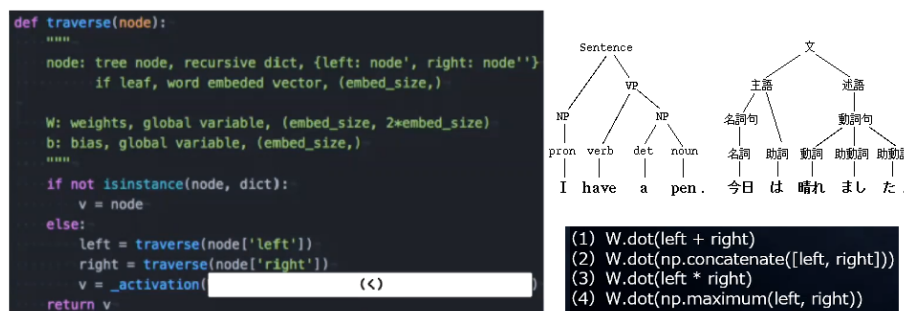 def traverse(node):
"""
node: tree node, recursive dict, {left: node', right: node''}
if leaf, word embeded vector, (embed_size,)
W: weights, global variable, (embed_size, 2*embed_size)
b: bias, global variable, (embed_size,)
"""
if not isinstance(node, dict):
v = node
else:
left = traverse(node['left'])
right = traverse(node['right'])
v = _activation( (く) )
return v
Sentence
VP
NP NP
pron verb det noun
I have a pen.
文
主語 述語
名詞句 動詞句
名詞 助詞 動詞 助動詞 助動詞
今日 は 晴れ まし た.
(1) W.dot(left + right)
(2) W.dot(np.concatenate([left, right]))
(3) W.dot(left * right)
(4) W.dot(np.maximum(left, right))